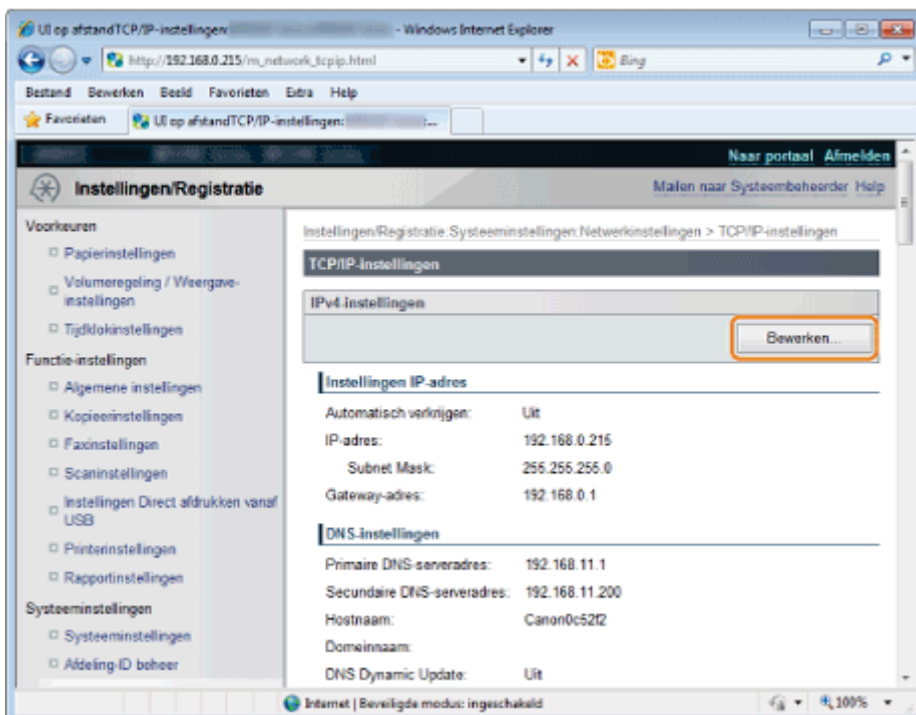 UI op afstandTCP/IP-instellingen - Windows Internet Explorer
http://192.168.0.215/m_network_tcpip.html
Bing
Bestand Bewerken Beeld Favorieten Extra Help
Favorieten
UI op afstandTCP/IP-instellingen: :...
Naar portaal Afmelden
Instellingen/Registratie
Mailen naar Systeembeheerder Help
Voorkeuren
Papierinstellingen
Volumeregeling / Weergave-
instellingen
Tijdklokinstellingen
Functie-instellingen
Algemene instellingen
Kopieerinstellingen
Faxinstellingen
Scaninstellingen
Instellingen Direct afdrukken vanaf
USB
Printerinstellingen
Rapportinstellingen
Systeeminstellingen
Systeeminstellingen
Afdeling-ID beheer
Instellingen/Registratie:Systeeminstellingen:Netwerkinstellingen > TCP/IP-instellingen
TCP/IP-instellingen
IPv4-instellingen
Bewerken...
Instellingen IP-adres
Automatisch verkrijgen: Uit
IP-adres: 192.168.0.215
Subnet Mask: 255.255.255.0
Gateway-adres: 192.168.0.1
DNS-instellingen
Primaire DNS-serveradres: 192.168.11.1
Secundaire DNS-serveradres: 192.168.11.200
Hostnaam: Canon0c52f2
Domeinnaam:
DNS Dynamic Update: Uit
Internet | Beveiligde modus: ingeschakeld
100%